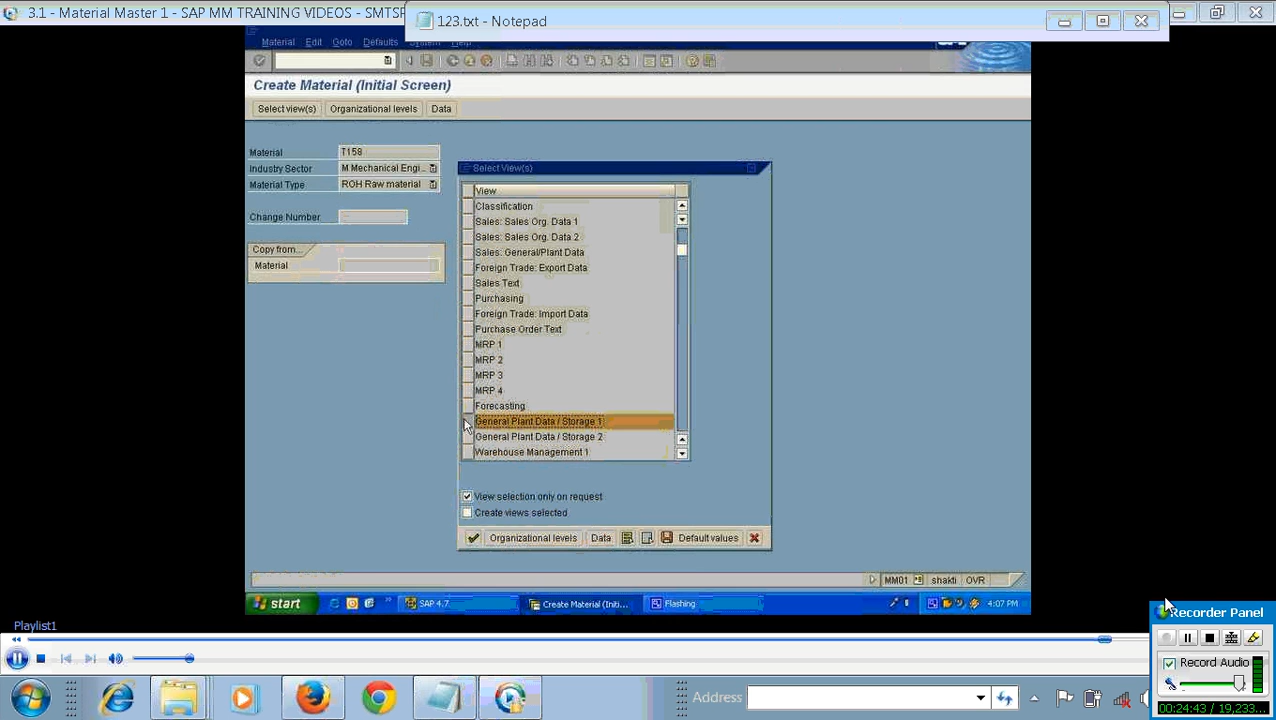 3.1 - Material Master 1 - SAP MM TRAINING VIDEOS - SMTSF
123.txt - Notepad
Material Edit Goto Defaults System Help
Create Material (Initial Screen)
Select view(s) Organizational levels Data
Material T158
Industry Sector M Mechanical Engi...
Material Type ROH Raw material
Change Number
Copy from...
Material
Select View(s)
View
Classification
Sales: Sales Org. Data 1
Sales: Sales Org. Data 2
Sales: General/Plant Data
Foreign Trade: Export Data
Sales Text
Purchasing
Foreign Trade: Import Data
Purchase Order Text
MRP 1
MRP 2
MRP 3
MRP 4
Forecasting
General Plant Data / Storage 1
General Plant Data / Storage 2
Warehouse Management 1
View selection only on request
Create views selected
Organizational levels Data Default values
MM01 shakti OVR
start SAP 4.7 Create Material (Initi... Flashing 4:07 PM
Playlist1
Recorder Panel
Record Audio
00:24:43 / 19,233...
Address